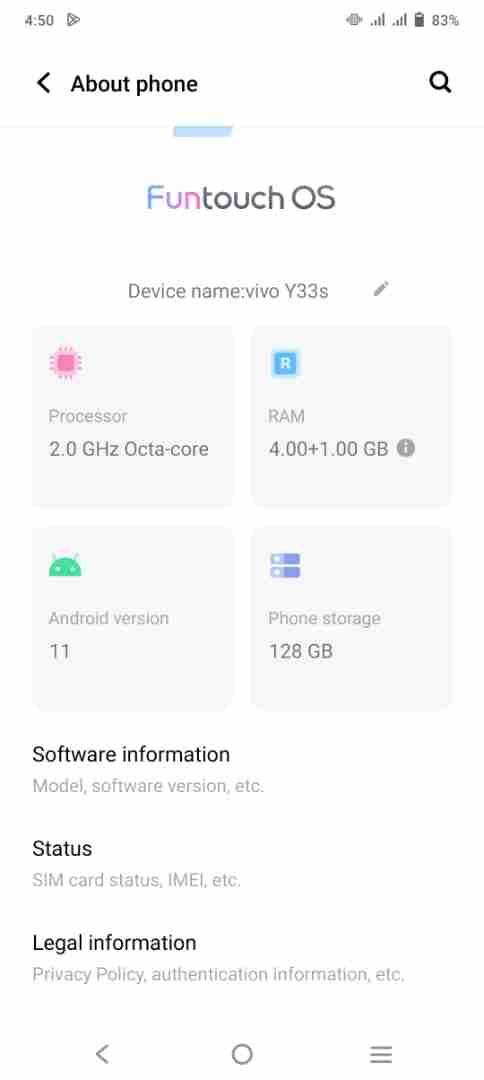 4:50 83%
About phone
Funtouch OS
Device name:vivo Y33s
R
Processor RAM
2.0 GHz Octa-core 4.00+1.00 GB
Android version Phone storage
11 128 GB
Software information
Model, software version, etc.
Status
SIM card status, IMEI, etc.
Legal information
Privacy Policy, authentication information, etc.